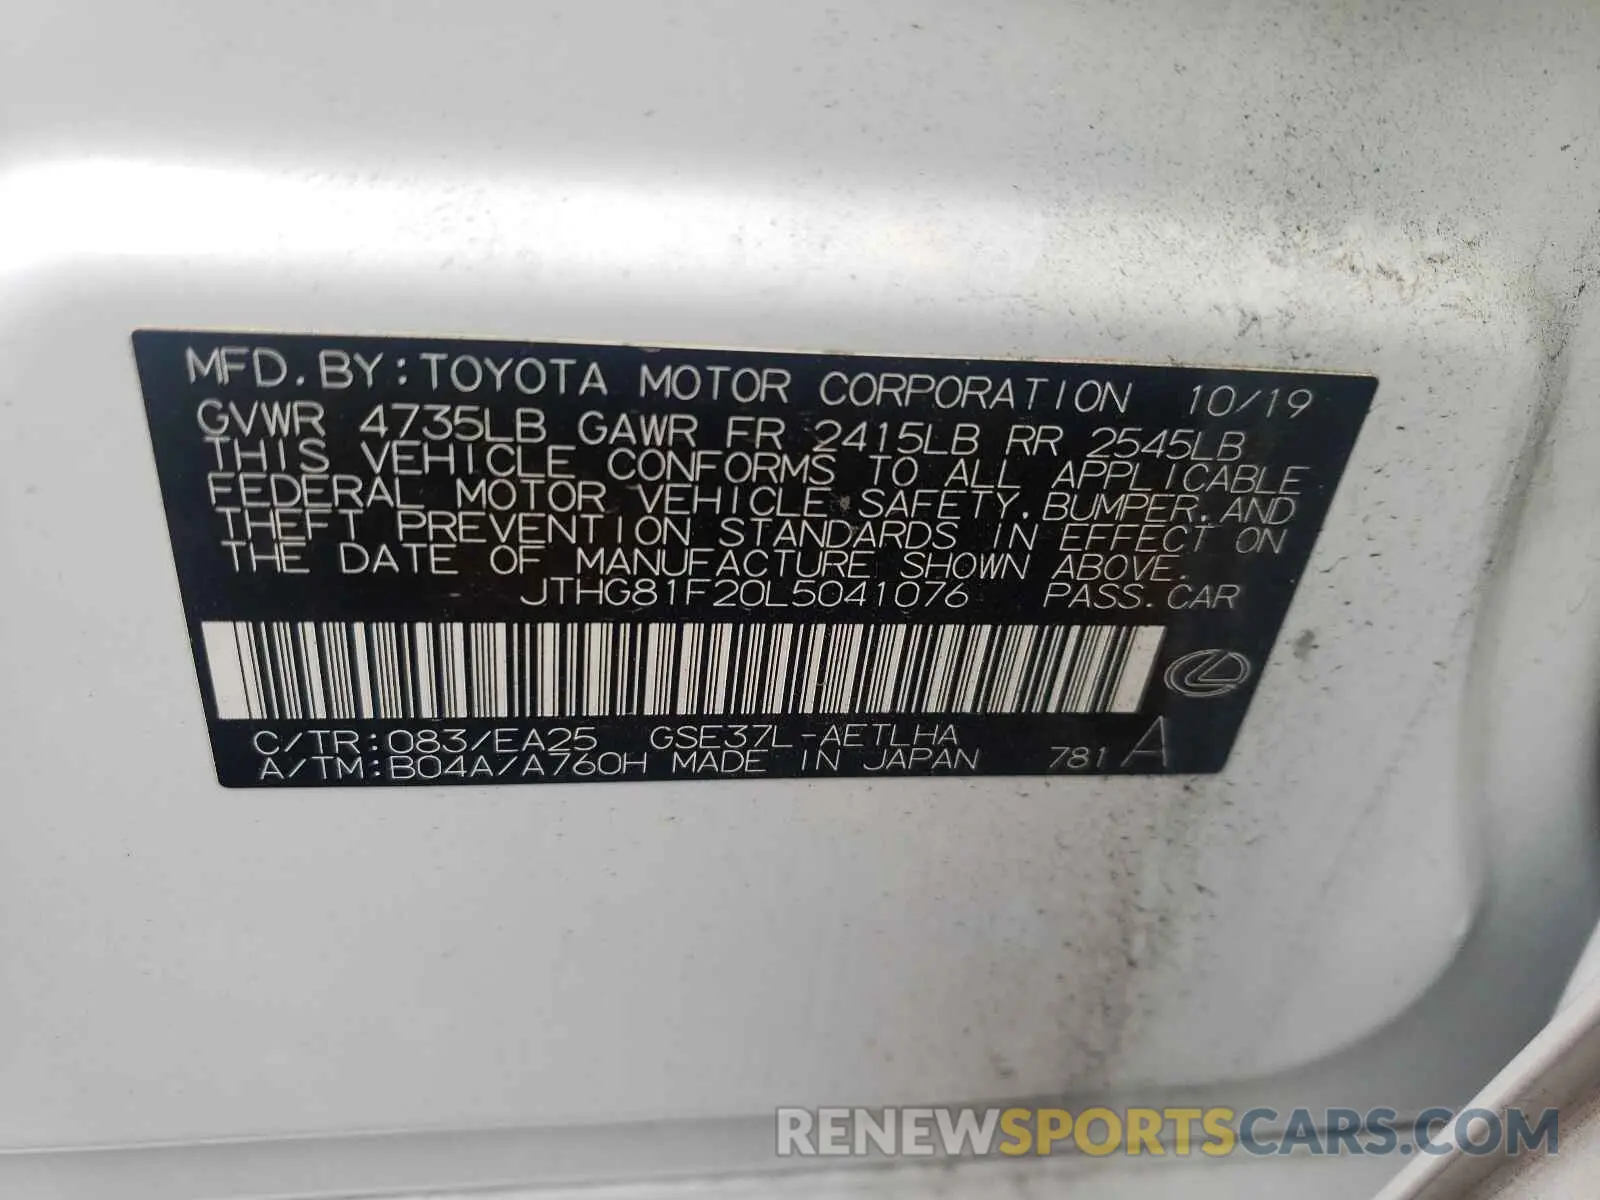 MFD. BY: TOYOTA MOTOR CORPORATION 10/19
GVWR 4735LB GAWR FR 2415LB RR 2545LB
THIS VEHICLE CONFORMS TO ALL APPLICABLE
FEDERAL MOTOR VEHICLE SAFETY, BUMPER, AND
THEFT PREVENTION STANDARDS IN EFFECT ON
THE DATE OF MANUFACTURE SHOWN ABOVE.
JTHG81F20L5041076 PASS. CAR
C/TR: 083/EA25 GSE37L-AETLHA
A/TM: B04A/A760H MADE IN JAPAN 781 A
RENEWSPORTSCARS.COM